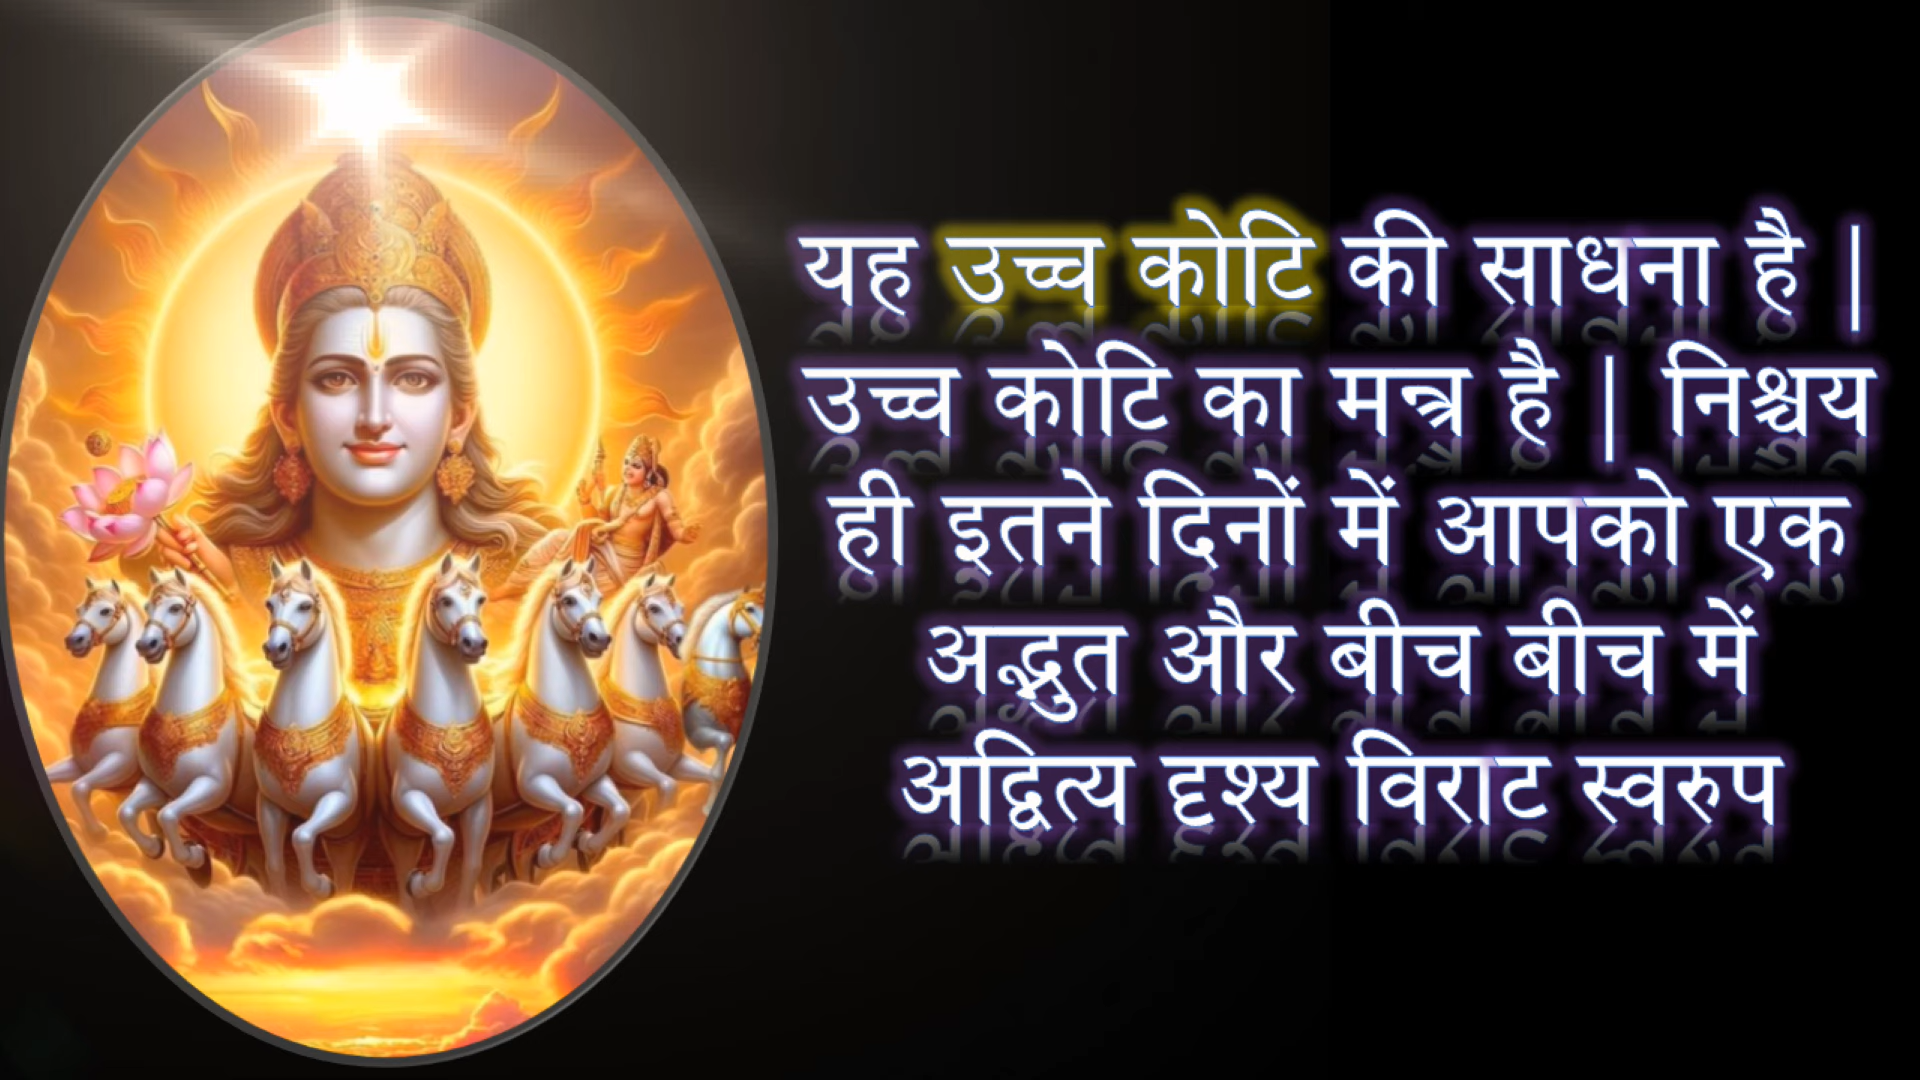 यह उच्च कोटि की साधना है |
उच्च कोटि का मन्त्र है | निश्चय
ही इतने दिनों में आपको एक
अद्भुत और बीच बीच में
अद्वित्य दृश्य विराट स्वरुप